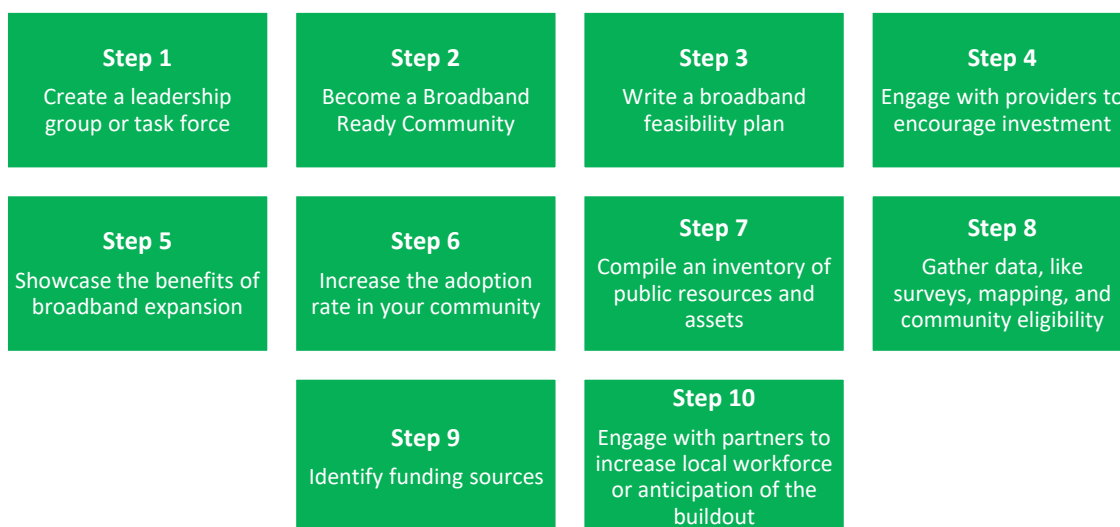 Step 1
Create a leadership
group or task force
Step 2
Become a Broadband
Ready Community
Step 3
Write a broadband
feasibility plan
Step 4
Engage with providers to
encourage investment
Step 5
Showcase the benefits of
broadband expansion
Step 6
Increase the adoption
rate in your community
Step 7
Compile an inventory of
public resources and
assets
Step 8
Gather data, like
surveys, mapping, and
community eligibility
Step 9
Identify funding sources
Step 10
Engage with partners to
increase local workforce
or anticipation of the
buildout